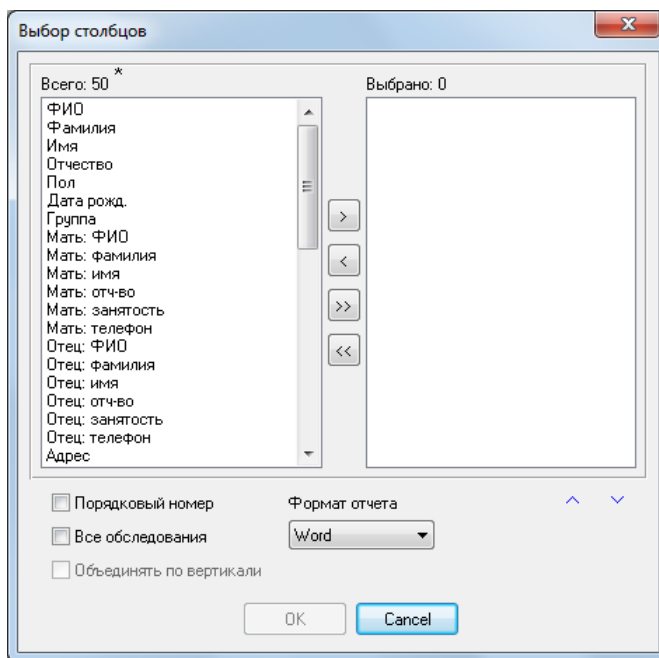 Выбор столбцов
Всего: 50 *
Выбрано: 0
ФИО
Фамилия
Имя
Отчество
Пол
Дата рожд.
Группа
Мать: ФИО
Мать: фамилия
Мать: имя
Мать: отч-во
Мать: занятость
Мать: телефон
Отец: ФИО
Отец: фамилия
Отец: имя
Отец: отч-во
Отец: занятость
Отец: телефон
Адрес
>
<
>>
<<
Порядковый номер
Формат отчета
Все обследования
Word
Объединять по вертикали
OK
Cancel